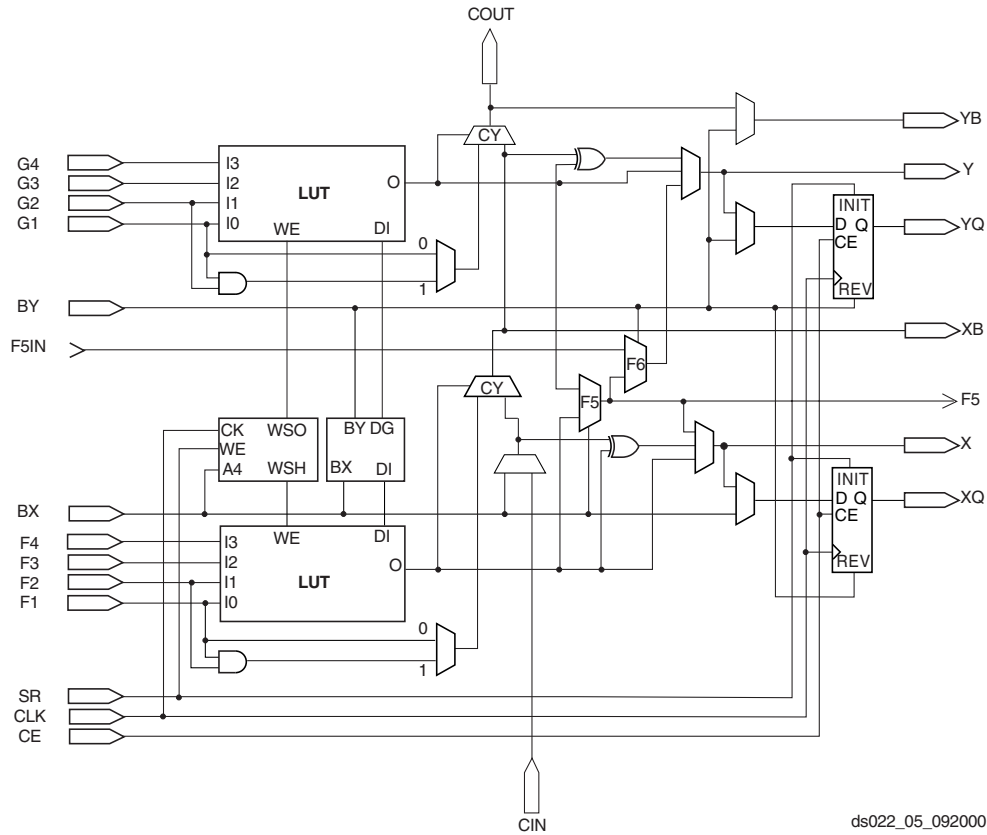 COUT
YB
CY
G4
G3
G2
G1
I3
I2
I1
I0
LUT
O
WE
DI
Y
INIT
D Q
CE
REV
YQ
0
1
BY
XB
F5IN
F6
CY
F5
F5
CK
WE
A4
WSO
WSH
BY DG
BX
DI
X
INIT
D Q
CE
REV
XQ
BX
F4
F3
F2
F1
I3
I2
I1
I0
WE
DI
LUT
O
0
1
SR
CLK
CE
CIN
ds022_05_092000